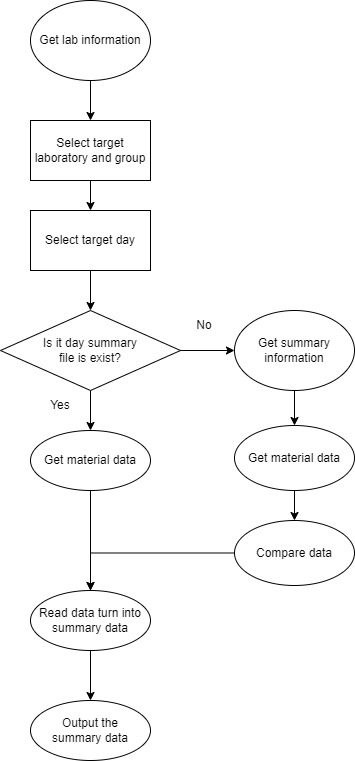 Get lab information
Select target
laboratory and group
Select target day
Is it day summary
file is exist?
No
Get summary
information
Yes
Get material data
Get material data
Compare data
Read data turn into
summary data
Output the
summary data